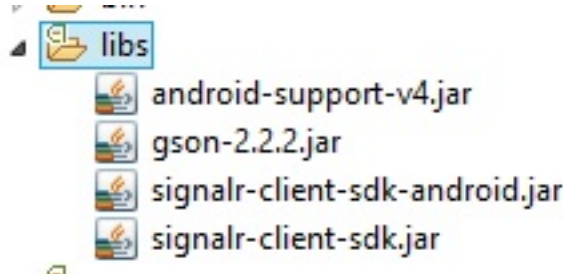 libs
android-support-v4.jar
gson-2.2.2.jar
signalr-client-sdk-android.jar
signalr-client-sdk.jar